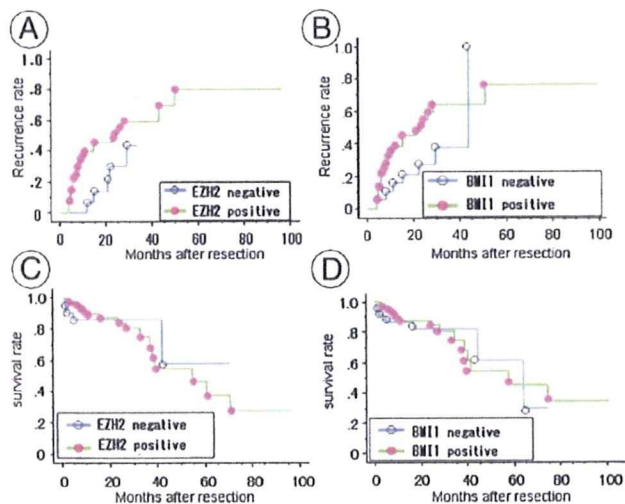 A
Recurrence rate
1.0
.8
.6
.4
.2
0
EZH2 negative
EZH2 positive
0 20 40 60 80 100
Months after resection
B
Recurrence rate
1.0
.8
.6
.4
.2
0
BMI1 negative
BMI1 positive
0 20 40 60 80 100
Months after resection
C
survival rate
1.0
.8
.6
.4
.2
0
EZH2 negative
EZH2 positive
0 20 40 60 80 100
Months after resection
D
survival rate
1.0
.8
.6
.4
.2
0
BMI1 negative
BMI1 positive
0 20 40 60 80 100
Months after resection